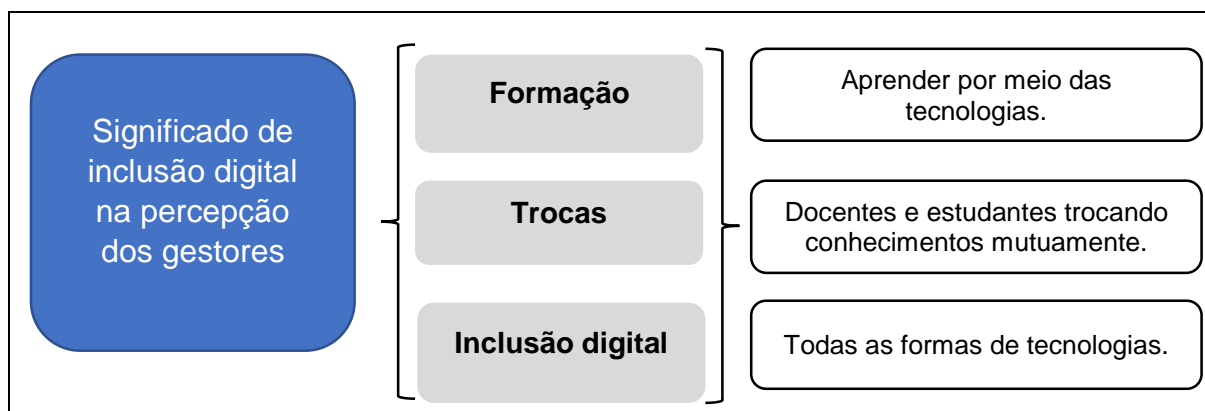 Significado de
inclusão digital
na percepção
dos gestores
Formação
Aprender por meio das
tecnologias.
Trocas
Docentes e estudantes trocando
conhecimentos mutuamente.
Inclusão digital
Todas as formas de tecnologias.